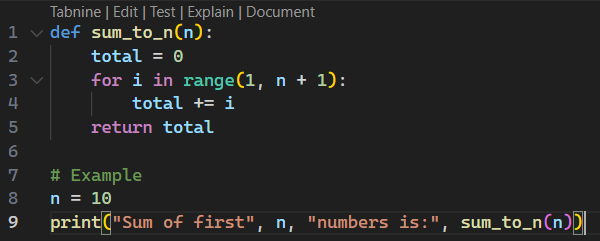 Tabnine | Edit | Test | Explain | Document
1 def sum_to_n(n):
2     total = 0
3     for i in range(1, n + 1):
4         total += i
5     return total
6
7 # Example
8 n = 10
9 print("Sum of first", n, "numbers is:", sum_to_n(n))